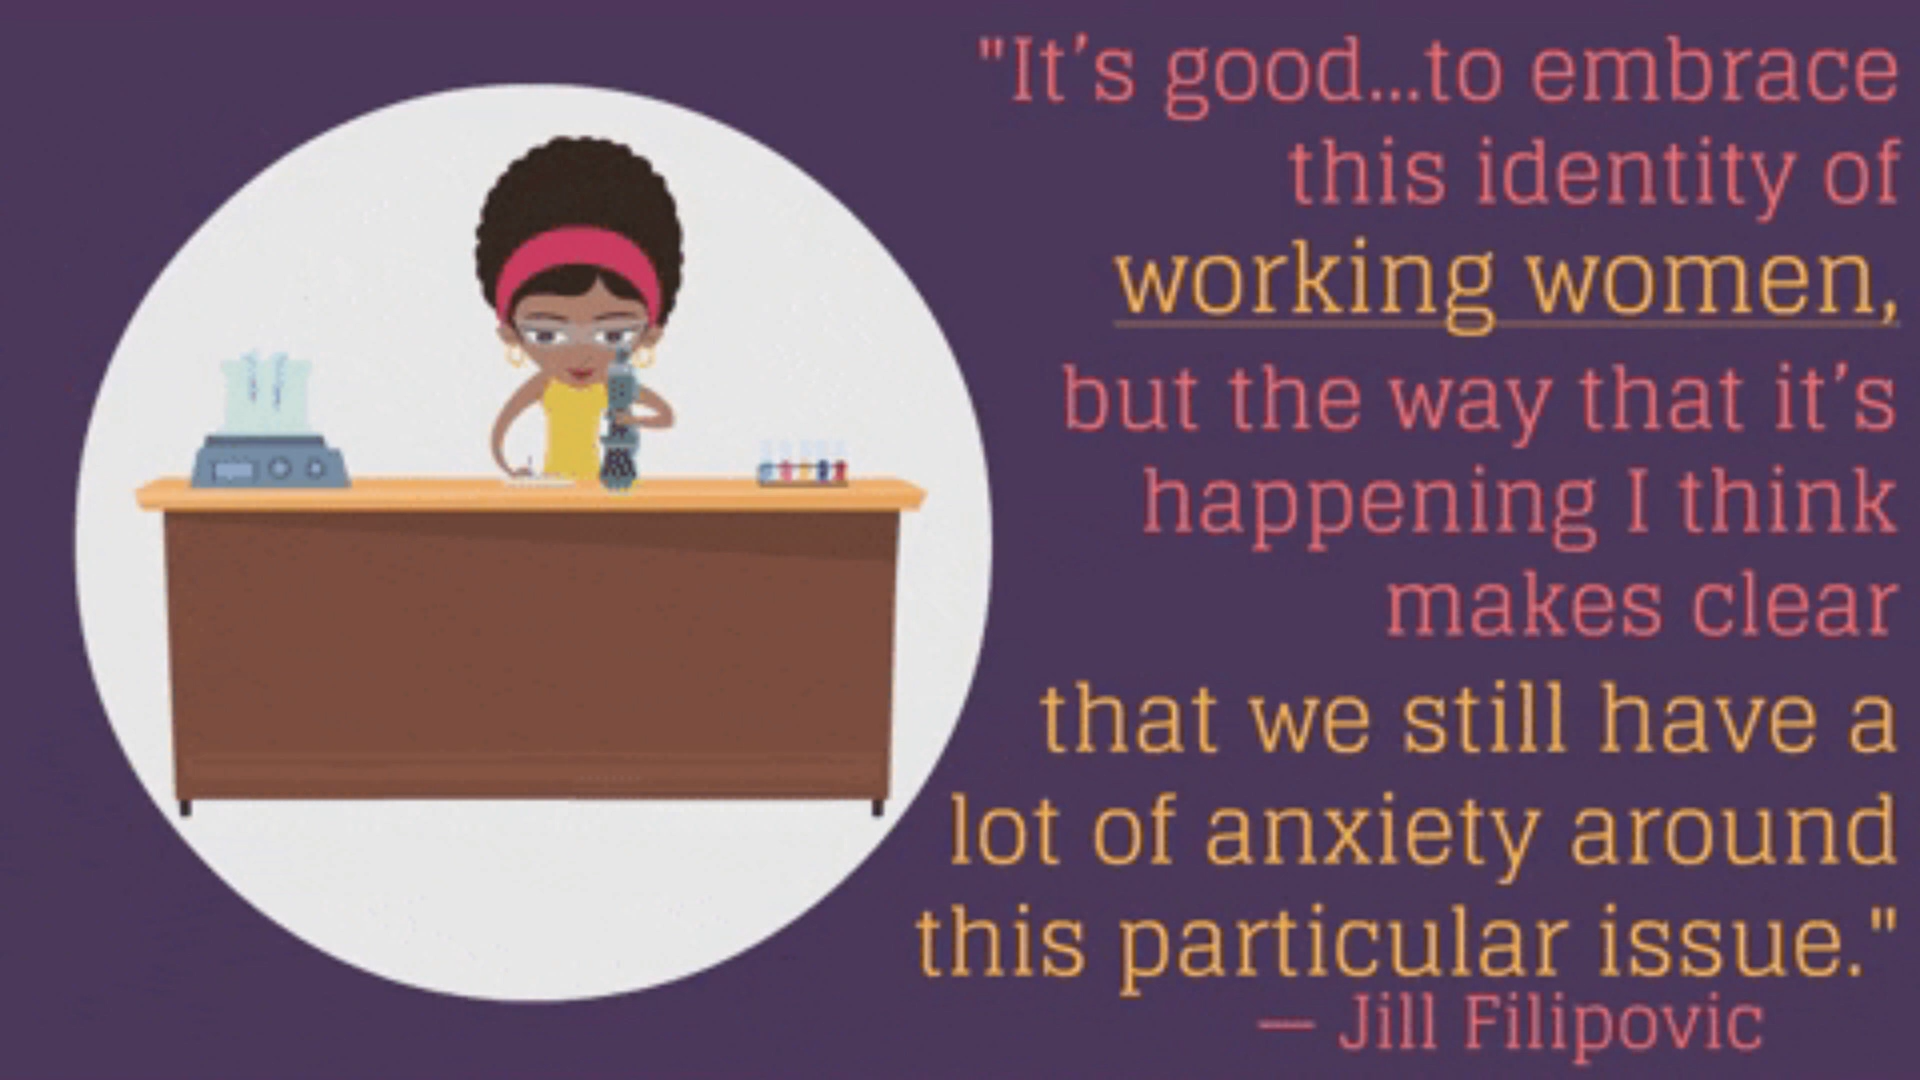 "It’s good...to embrace
this identity of
working women,
but the way that it’s
happening I think
makes clear
that we still have a
lot of anxiety around
this particular issue."
— Jill Filipovic